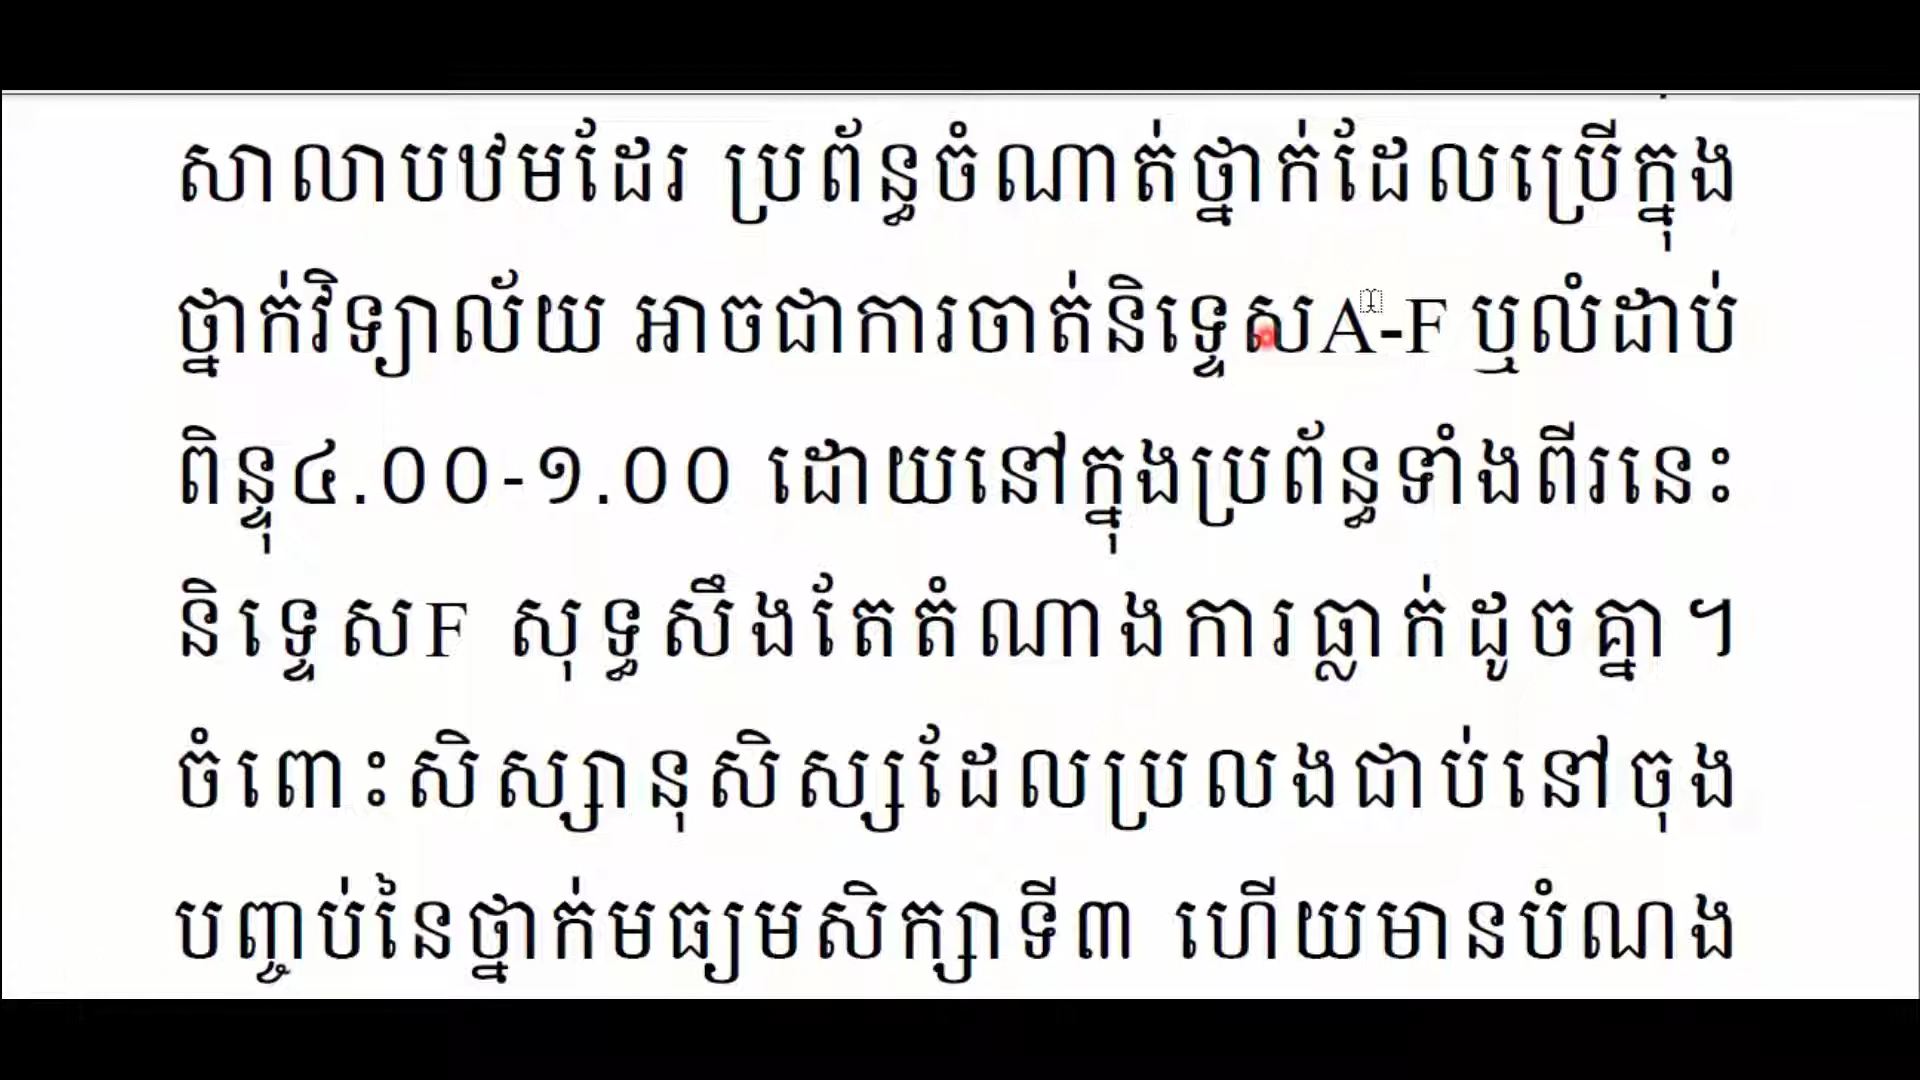 សាលាបឋមដែរ ប្រព័ន្ធចំណាត់ថ្នាក់ដែលប្រើក្នុង
ថ្នាក់វិទ្យាល័យ អាចជាការចាត់និទ្ទេសA-F ឬលំដាប់
ពិន្ទុ៤.០០-១.០០ ដោយនៅក្នុងប្រព័ន្ធទាំងពីរនេះ
និទ្ទេសF សុទ្ធសឹងតែតំណាងការធ្លាក់ដូចគ្នា។
ចំពោះសិស្សានុសិស្សដែលប្រលងជាប់នៅចុង
បញ្ចប់នៃថ្នាក់មធ្យមសិក្សាទី៣ ហើយមានបំណង